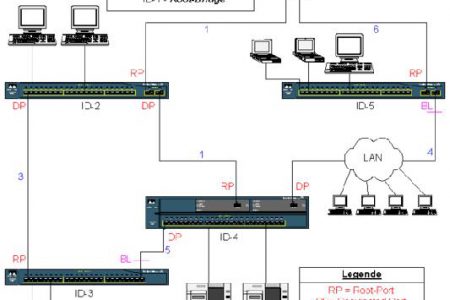 ID-1 = Root-Bridge
1
6
RP
RP
DP
DP
ID-2
ID-5
BL
LAN
4
1
3
RP
DP
DP
ID-4
BL
5
RP
ID-3
Legende
RP = Root-Port